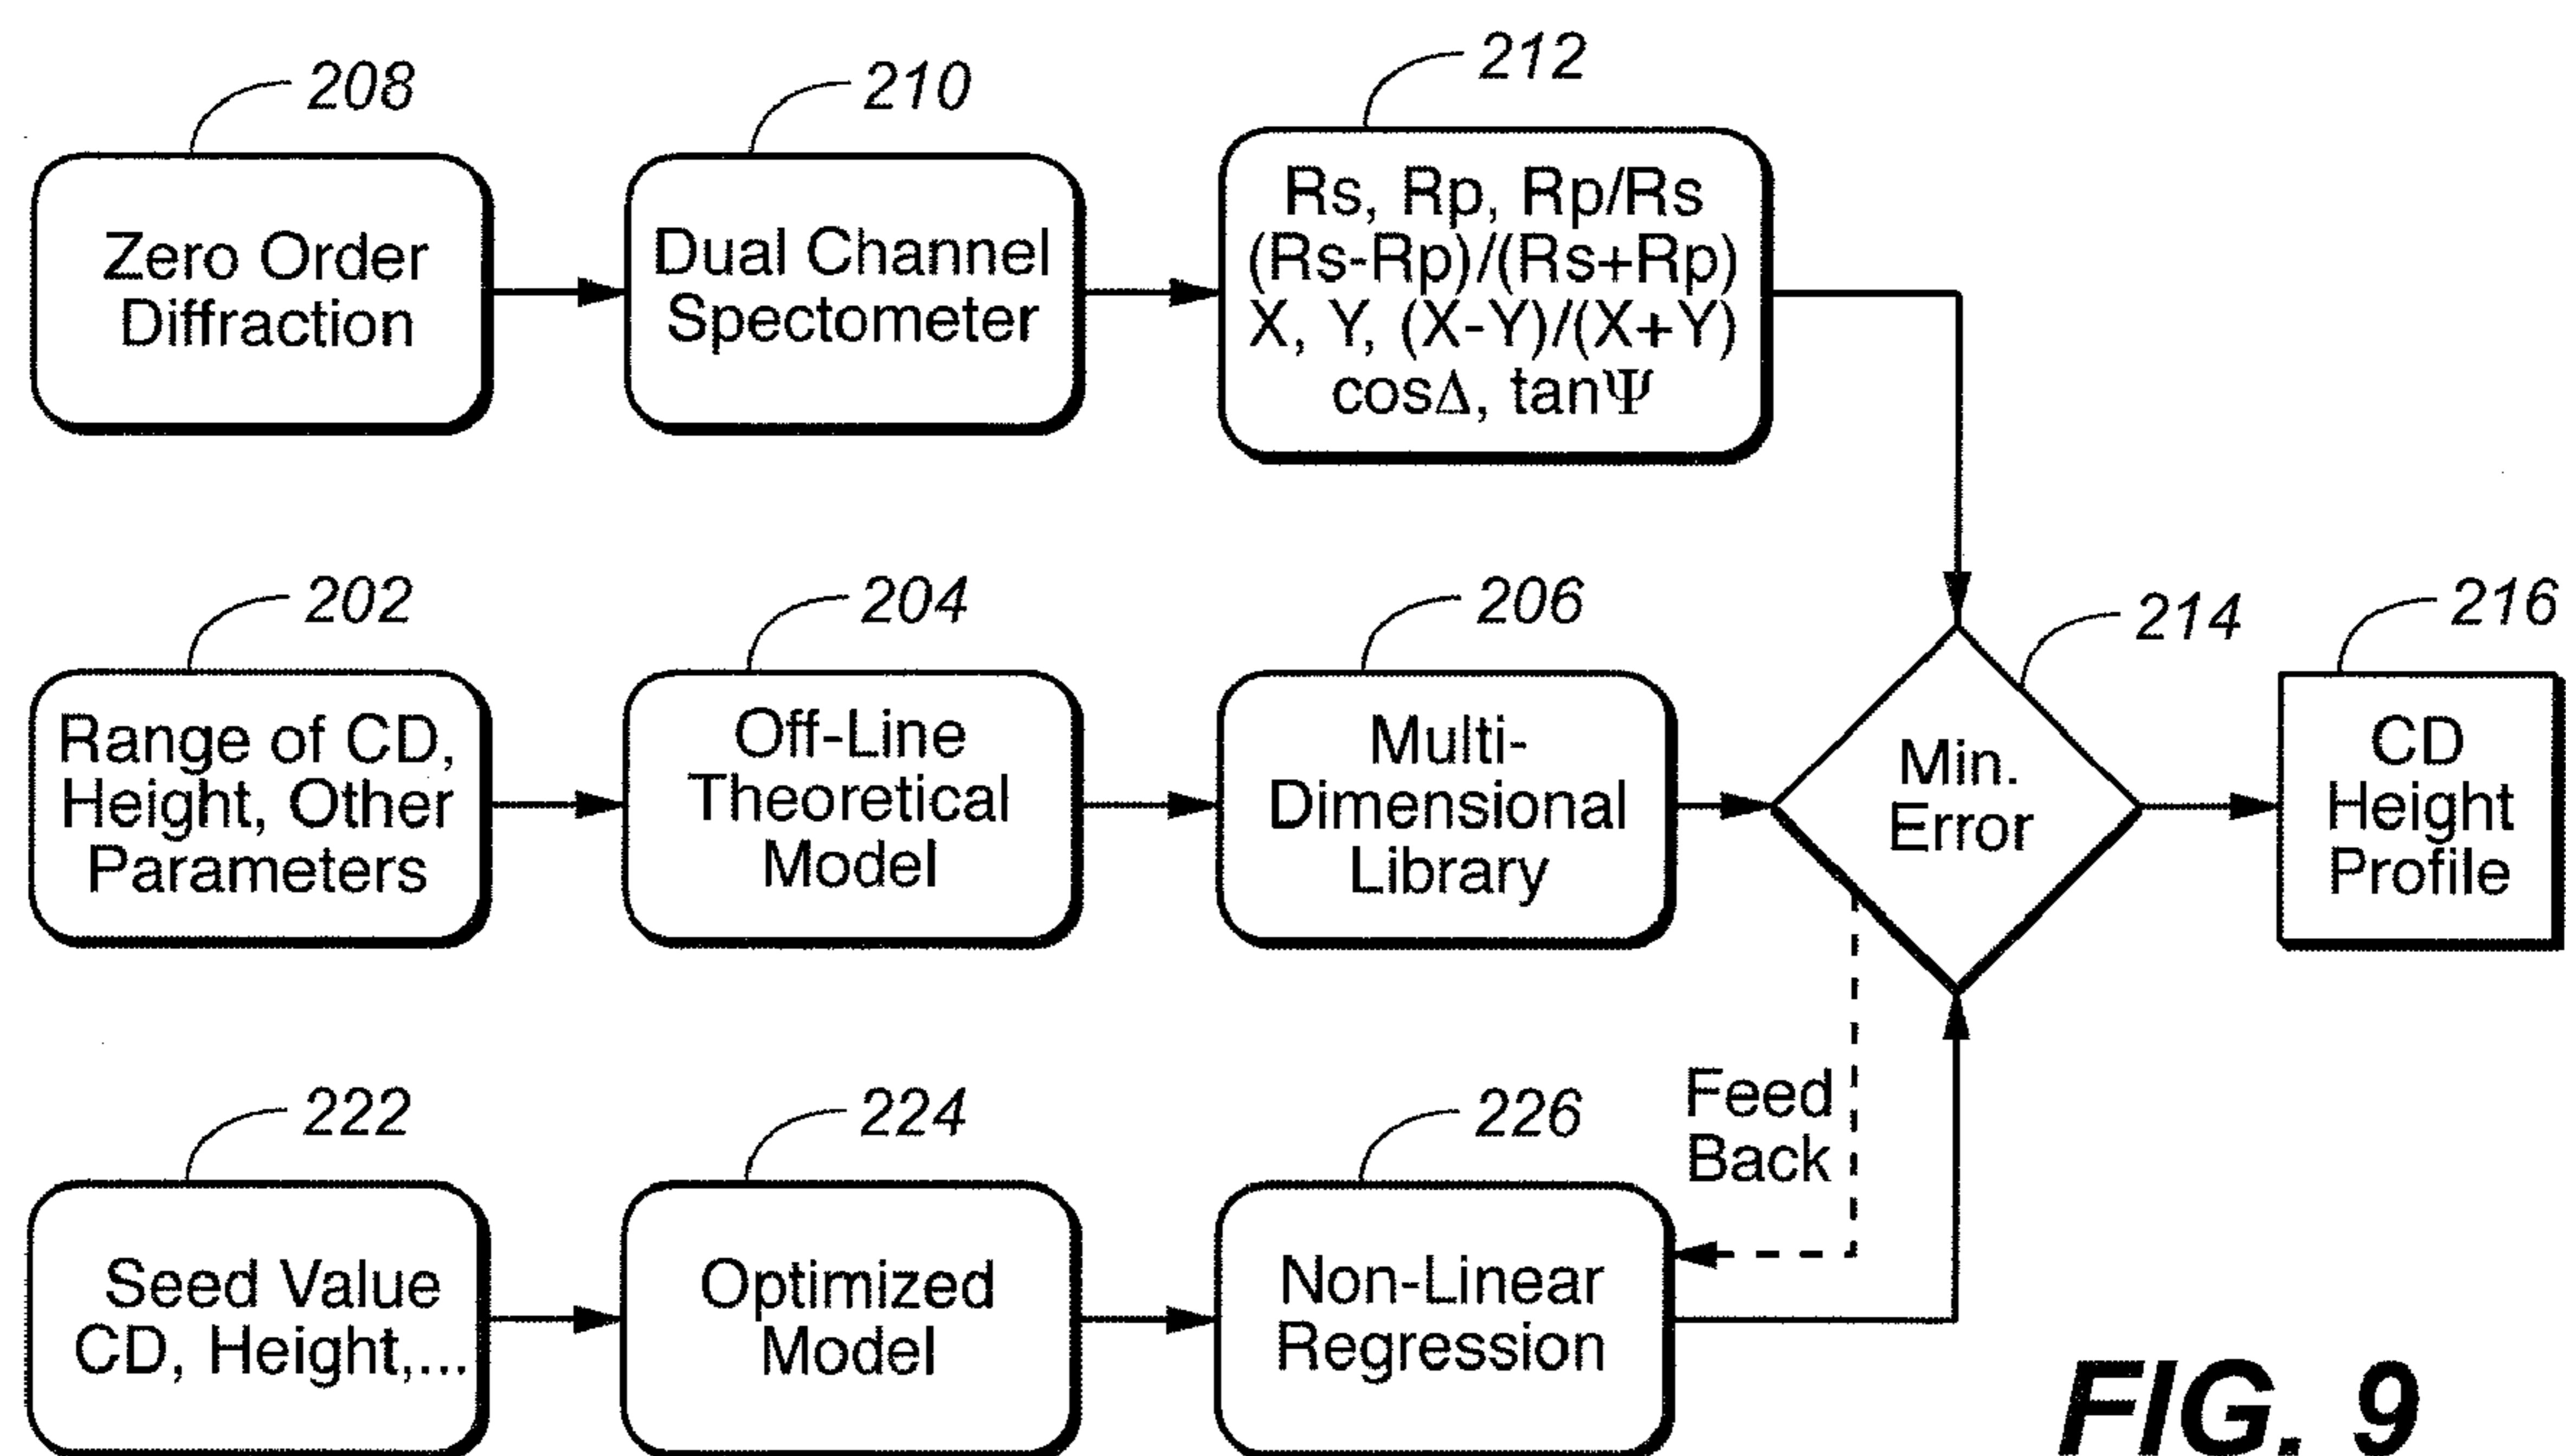 208
210
212
Zero Order
Diffraction
Dual Channel
Spectometer
Rs, Rp, Rp/Rs
(Rs-Rp)/(Rs+Rp)
X, Y, (X-Y)/(X+Y)
cosΔ, tanΨ
202
204
206
214
216
Range of CD,
Height, Other
Parameters
Off-Line
Theoretical
Model
Multi-
Dimensional
Library
Min.
Error
CD
Height
Profile
Feed
Back
222
224
226
Seed Value
CD, Height,...
Optimized
Model
Non-Linear
Regression
FIG. 9